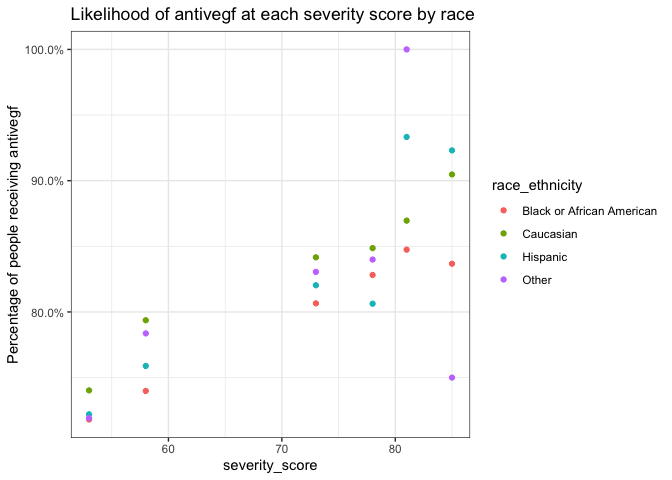 Likelihood of antivegf at each severity score by race
Percentage of people receiving antivegf
100.0%
90.0%
80.0%
60
70
80
severity_score
race_ethnicity
Black or African American
Caucasian
Hispanic
Other